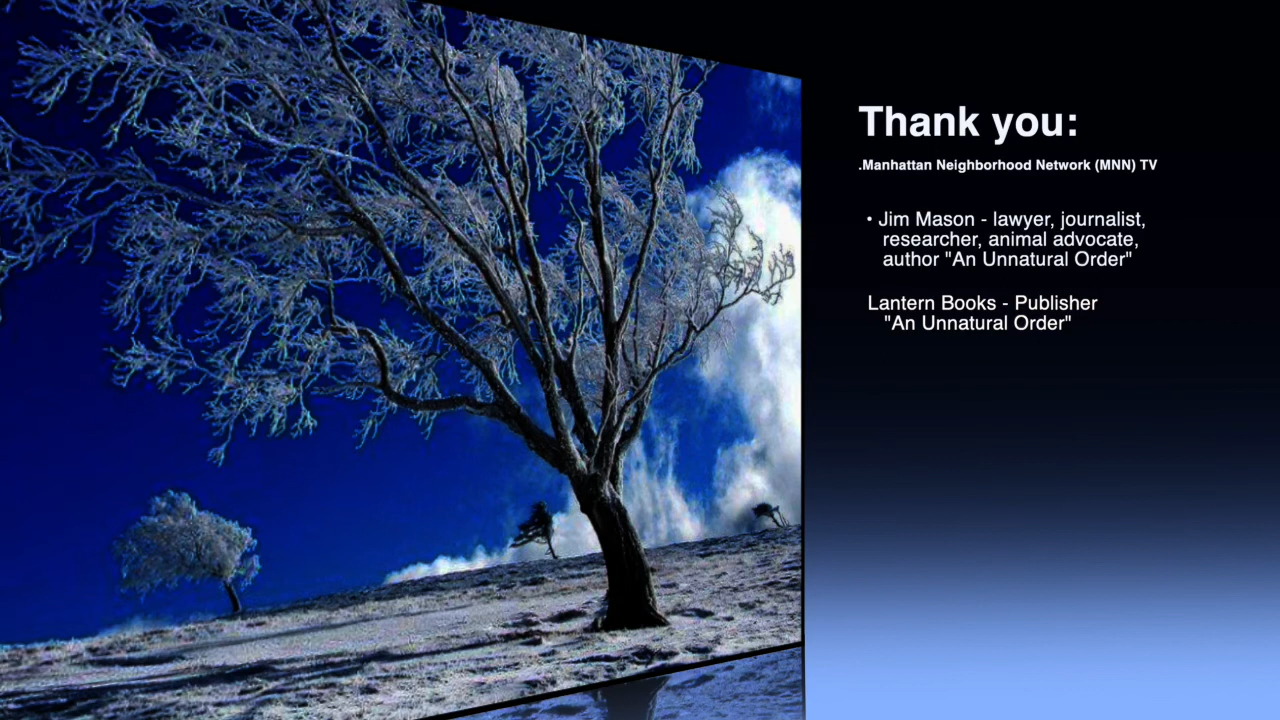 Thank you:
.Manhattan Neighborhood Network (MNN) TV
• Jim Mason - lawyer, journalist,
researcher, animal advocate,
author "An Unnatural Order"
Lantern Books - Publisher
"An Unnatural Order"